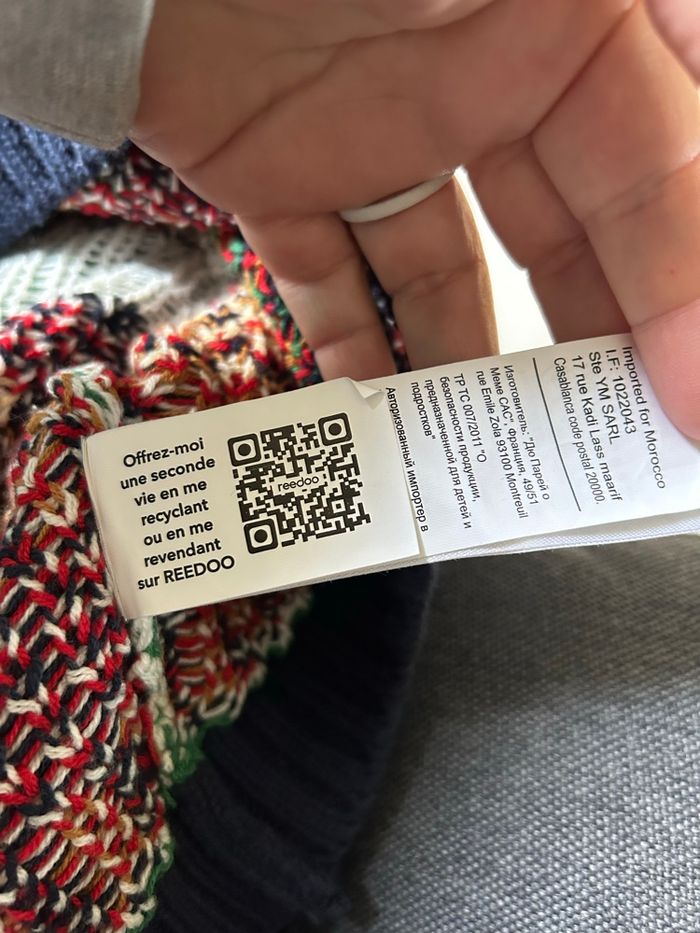 Offrez-moi
une seconde
vie en me
recyclant
ou en me
revendant
sur REEDOO
reedoo
Авторизованный импортер в
ТР ТС 007/2011 "О
безопасности продукции,
предназначенной для детей и
подростков"
Изготовитель: "Дю Парей о
Меме САС", Франция, 49/51
rue Emile Zola 93100 Montreuil
Imported for Morocco
I.F: 1022043
Ste YM SARL
17 rue Kadi Lass maarif
Casablanca code postal 20000.